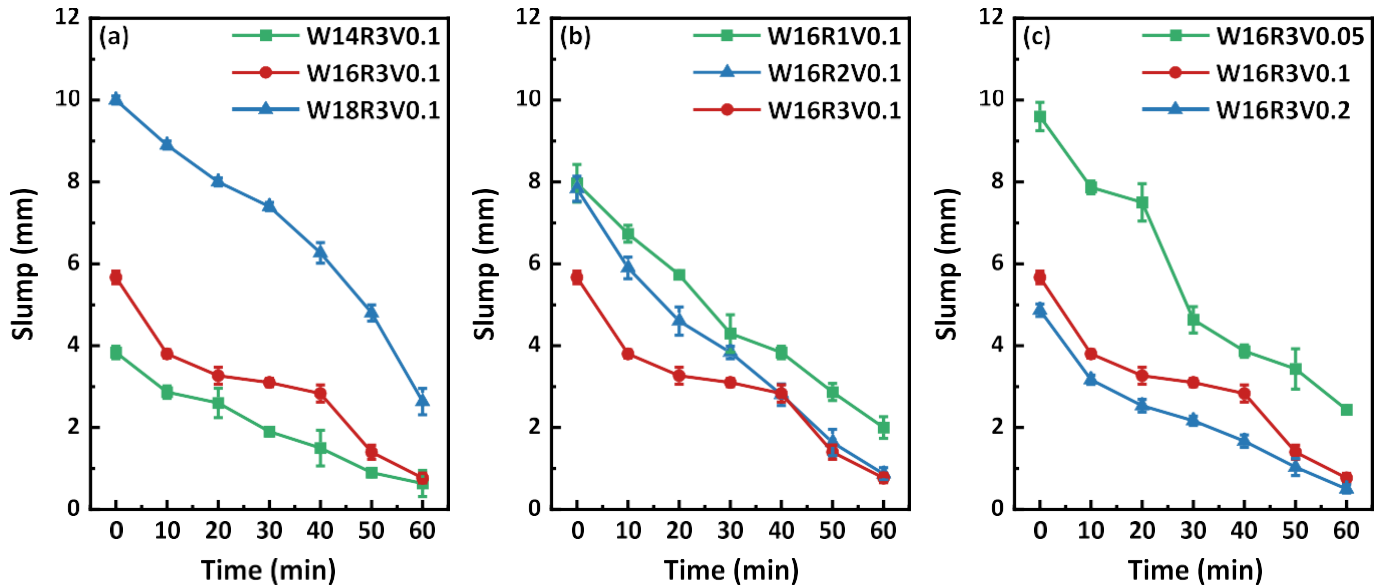 (a)
W14R3V0.1
W16R3V0.1
W18R3V0.1
12
10
8
6
4
2
0
Slump (mm)
0 10 20 30 40 50 60
Time (min)
(b)
W16R1V0.1
W16R2V0.1
W16R3V0.1
12
10
8
6
4
2
0
Slump (mm)
0 10 20 30 40 50 60
Time (min)
(c)
W16R3V0.05
W16R3V0.1
W16R3V0.2
12
10
8
6
4
2
0
Slump (mm)
0 10 20 30 40 50 60
Time (min)